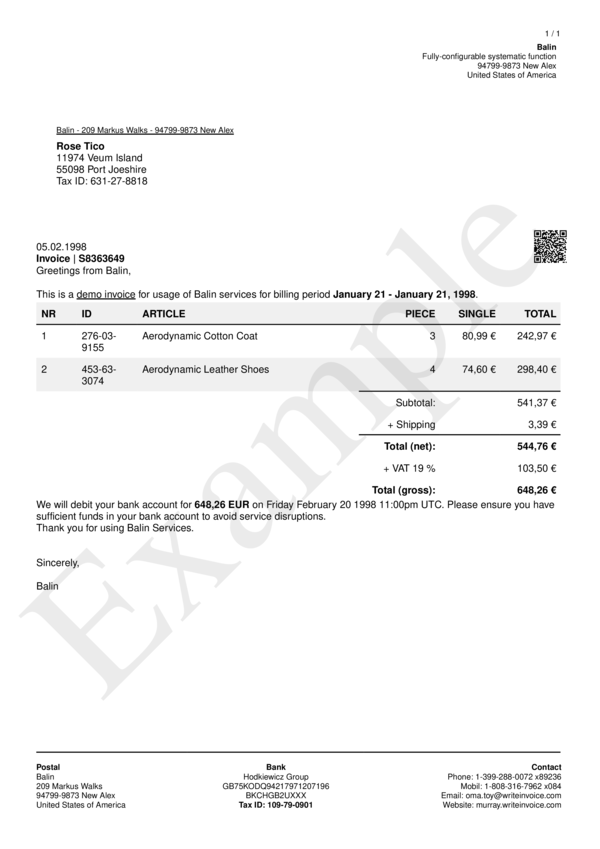 1 / 1
Balin
Fully-configurable systematic function
94799-9873 New Alex
United States of America
Balin - 209 Markus Walks - 94799-9873 New Alex
Rose Tico
11974 Veum Island
55098 Port Joeshire
Tax ID: 631-27-8818
05.02.1998
Invoice | S8363649
Greetings from Balin,
This is a demo invoice for usage of Balin services for billing period January 21 - January 21, 1998.
NR ID ARTICLE PIECE SINGLE TOTAL
1 276-03- Aerodynamic Cotton Coat 3 80,99 € 242,97 €
9155
2 453-63- Aerodynamic Leather Shoes 4 74,60 € 298,40 €
3074
Subtotal: 541,37 €
+ Shipping 3,39 €
Total (net): 544,76 €
+ VAT 19 % 103,50 €
Total (gross): 648,26 €
We will debit your bank account for 648,26 EUR on Friday February 20 1998 11:00pm UTC. Please ensure you have
sufficient funds in your bank account to avoid service disruptions.
Thank you for using Balin Services.
Sincerely,
Balin
Example
Postal
Balin
209 Markus Walks
94799-9873 New Alex
United States of America
Bank
Hodkiewicz Group
GB75KODQ94217971207196
BKCHGB2UXXX
Tax ID: 109-79-0901
Contact
Phone: 1-399-288-0072 x89236
Mobil: 1-808-316-7962 x084
Email: oma.toy@writeinvoice.com
Website: murray.writeinvoice.com